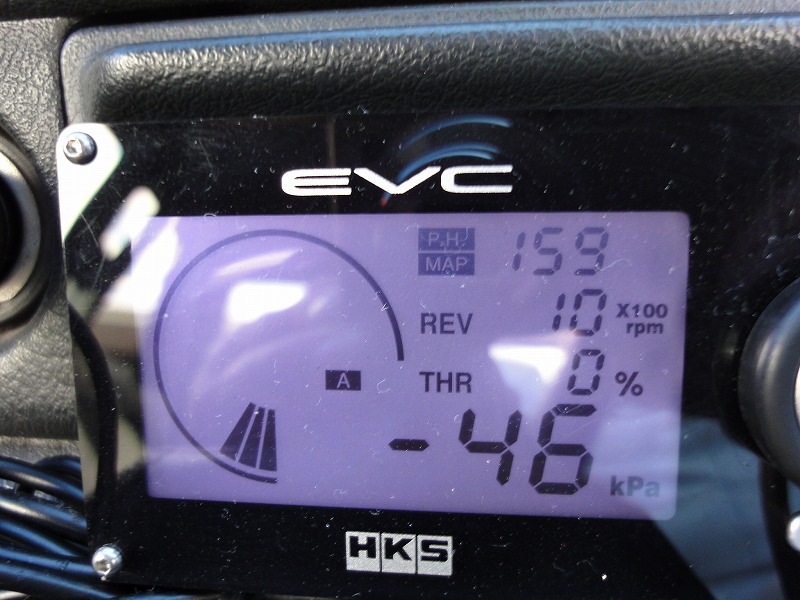 EVC
P.H.
MAP
159
REV 10 X100 rpm
THR 0 %
A
-46 kPa
HKS